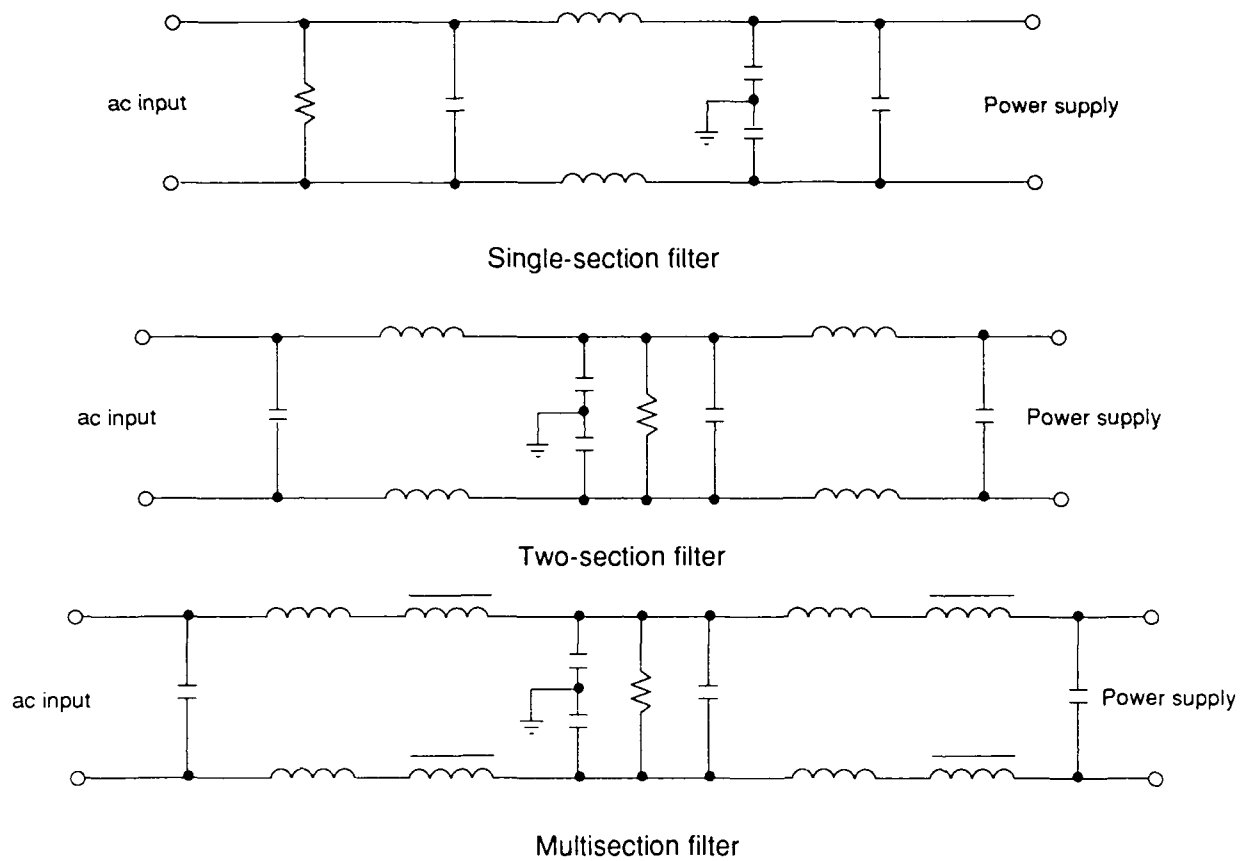 ac input
Power supply
Single-section filter
ac input
Power supply
Two-section filter
ac input
Power supply
Multisection filter